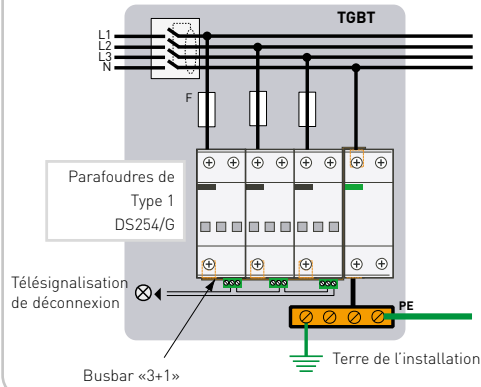 TGBT
L1
L2
L3
N
F
Parafoudres de
Type 1
DS254/G
Télésignalisation
de déconnexion
PE
Terre de l'installation
Busbar «3+1»